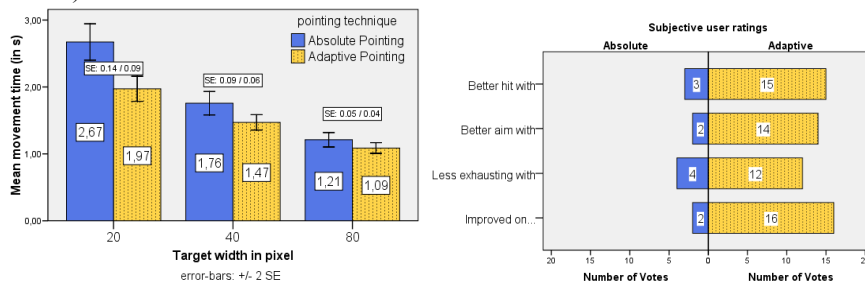 3,00
2,00
1,00
0,00
Mean movement time (in s)
pointing technique
Absolute Pointing
Adaptive Pointing
SE: 0.14 / 0.09
SE: 0.09 / 0.06
SE: 0.05 / 0.04
2,67
1,97
1,76
1,47
1,21
1,09
20
40
80
Target width in pixel
error-bars: +/- 2 SE
Subjective user ratings
Absolute
Adaptive
Better hit with
3
15
Better aim with
2
14
Less exhausting with
4
12
Improved on...
2
16
20
15
10
5
0
5
10
15
20
Number of Votes
Number of Votes